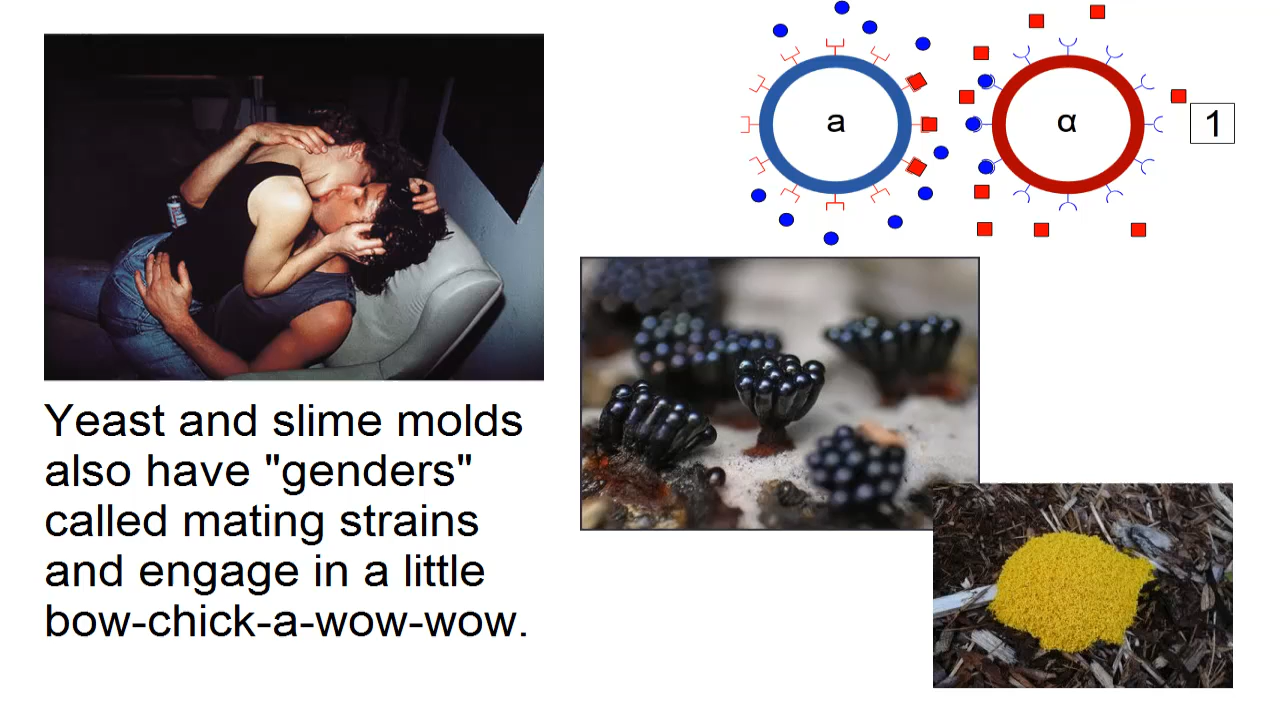 a
α
1
Yeast and slime molds
also have "genders"
called mating strains
and engage in a little
bow-chick-a-wow-wow.